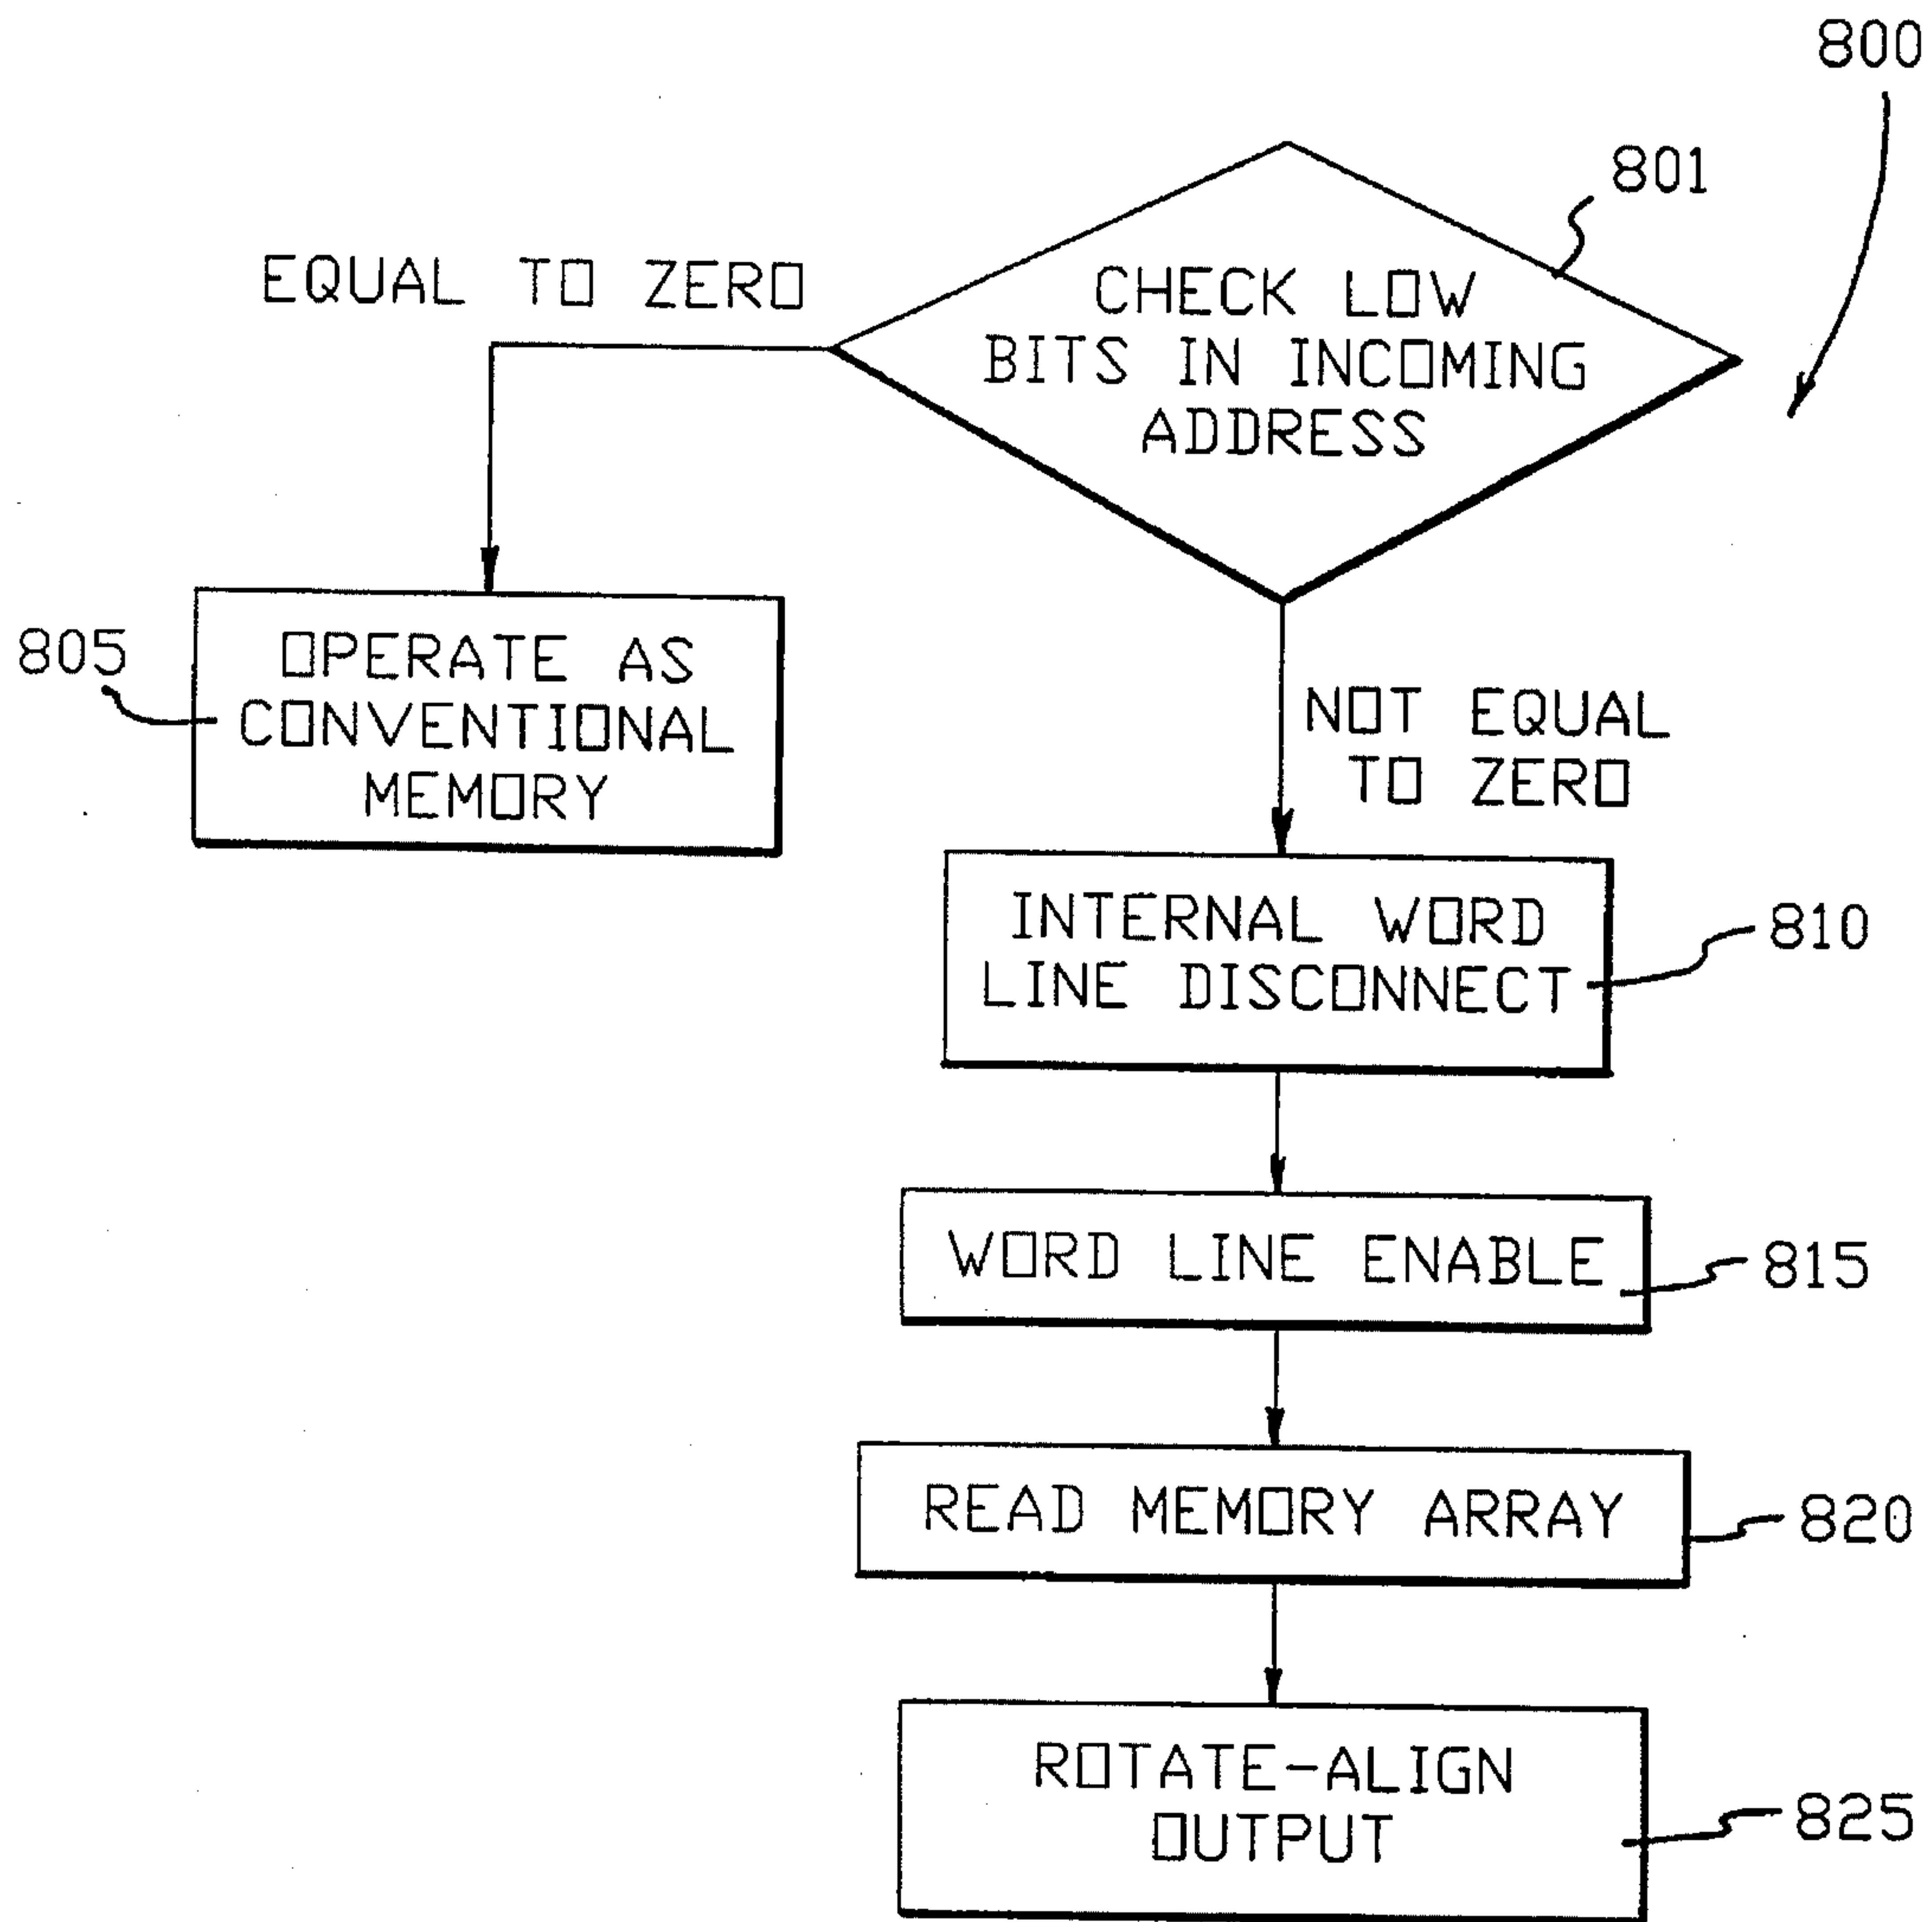 800
801
CHECK LOW
BITS IN INCOMING
ADDRESS
EQUAL TO ZERO
805
OPERATE AS
CONVENTIONAL
MEMORY
NOT EQUAL
TO ZERO
INTERNAL WORD
LINE DISCONNECT
810
WORD LINE ENABLE
815
READ MEMORY ARRAY
820
ROTATE-ALIGN
OUTPUT
825